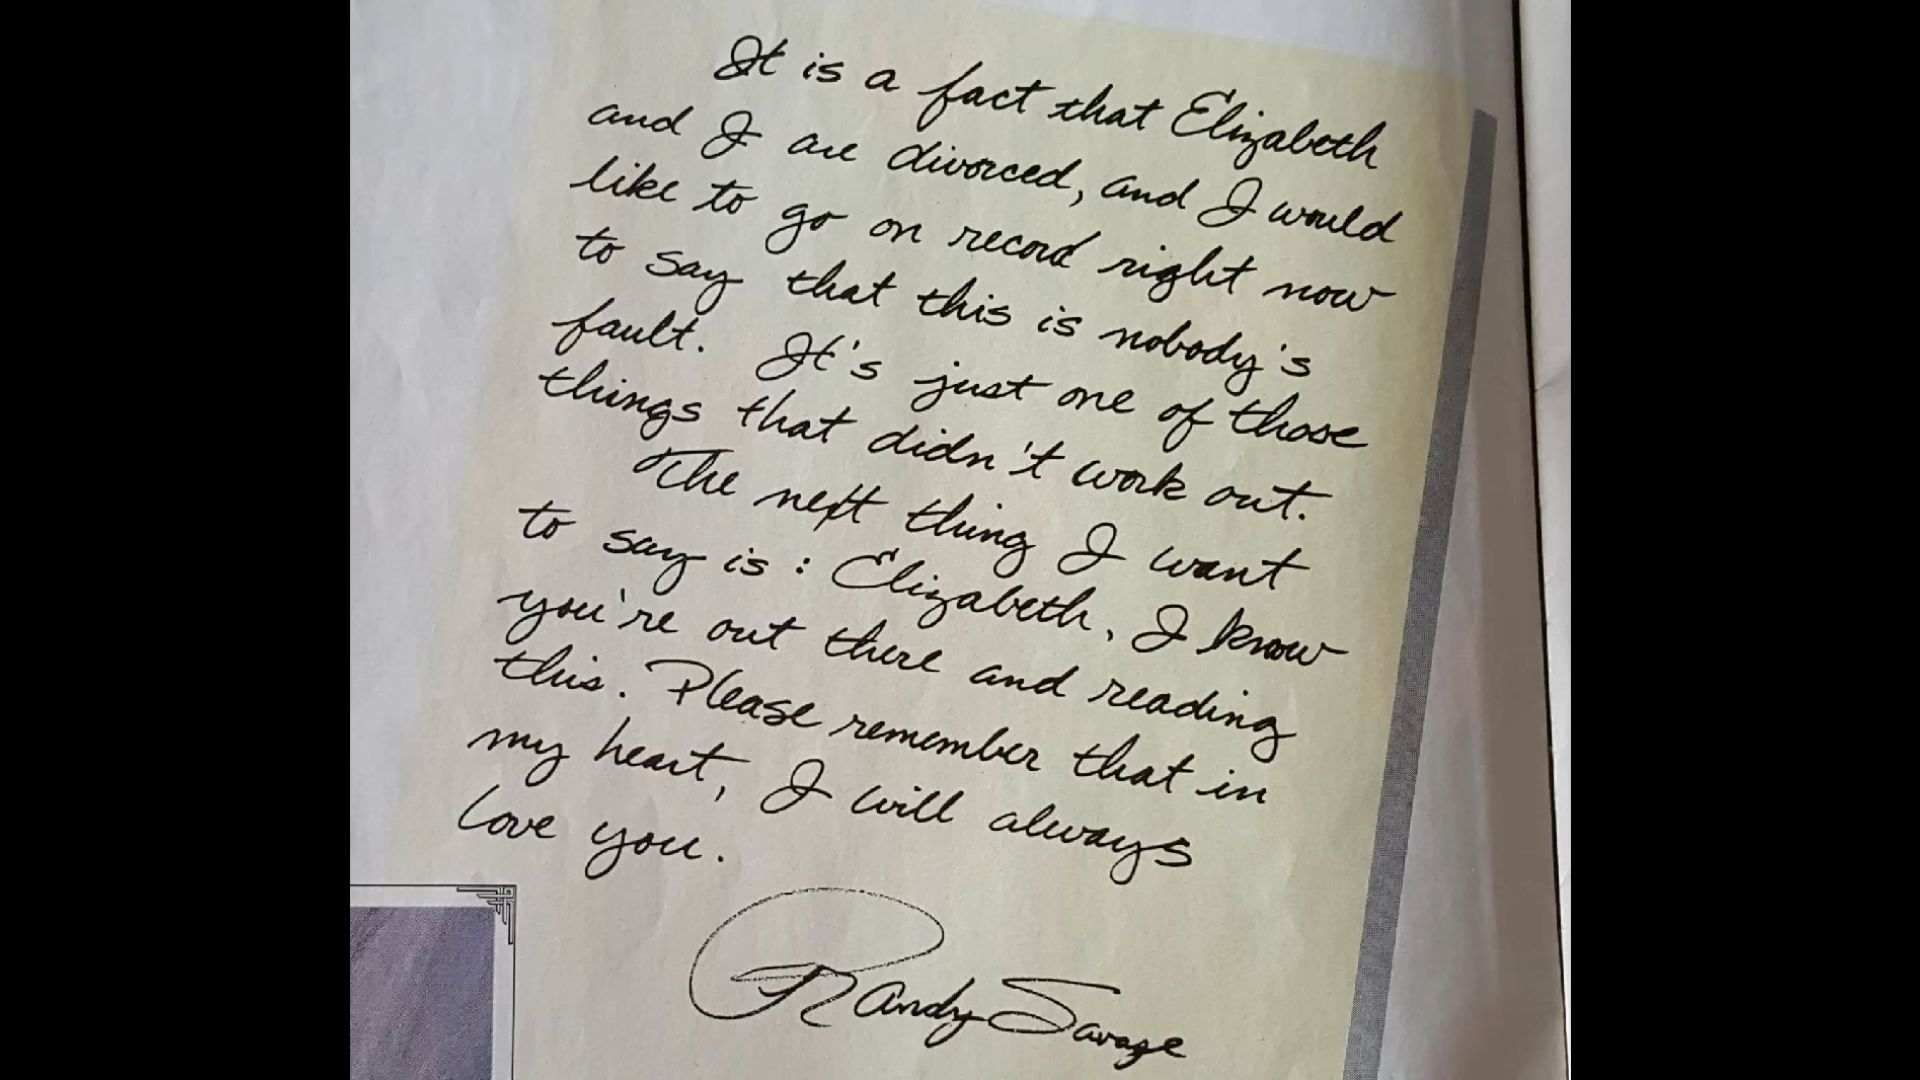 It is a fact that Elizabeth
and I are divorced, and I would
like to go on record right now
to say that this is nobody's
fault. It's just one of those
things that didn't work out.
The next thing I want
to say is: Elizabeth, I know
you're out there and reading
this. Please remember that in
my heart, I will always
love you.
Randy Savage